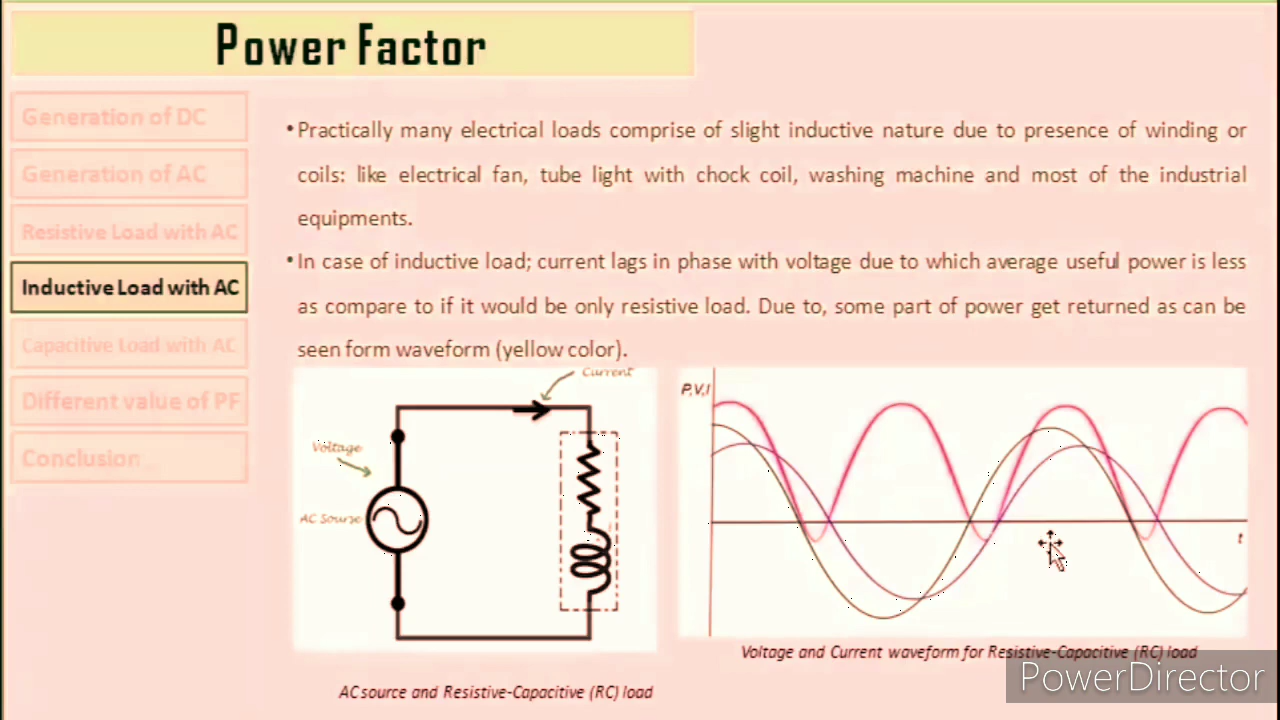 Power Factor
Generation of DC
Generation of AC
Resistive Load with AC
Inductive Load with AC
Capacitive Load with AC
Different value of PF
Conclusion
•Practically many electrical loads comprise of slight inductive nature due to presence of winding or
coils: like electrical fan, tube light with chock coil, washing machine and most of the industrial
equipments.
•In case of inductive load; current lags in phase with voltage due to which average useful power is less
as compare to if it would be only resistive load. Due to, some part of power get returned as can be
seen form waveform (yellow color).
Current
Voltage
AC Sourse
P,V,I
t
Voltage and Current waveform for Resistive-Capacitive (RC) load
AC source and Resistive-Capacitive (RC) load
PowerDirector